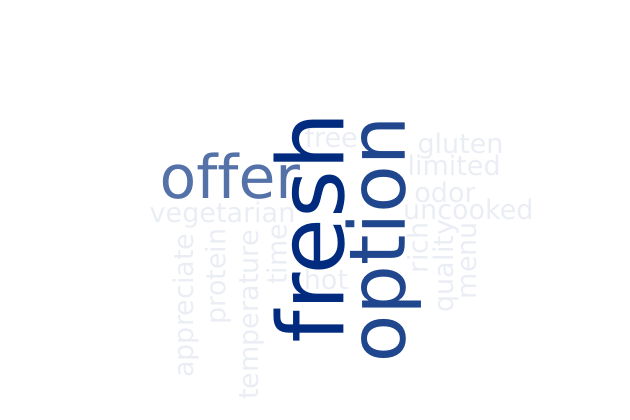 free
gluten
limited
offer
odor
vegetarian
uncooked
fresh
option
appreciate
protein
temperature
time
hot
rich
quality
menu